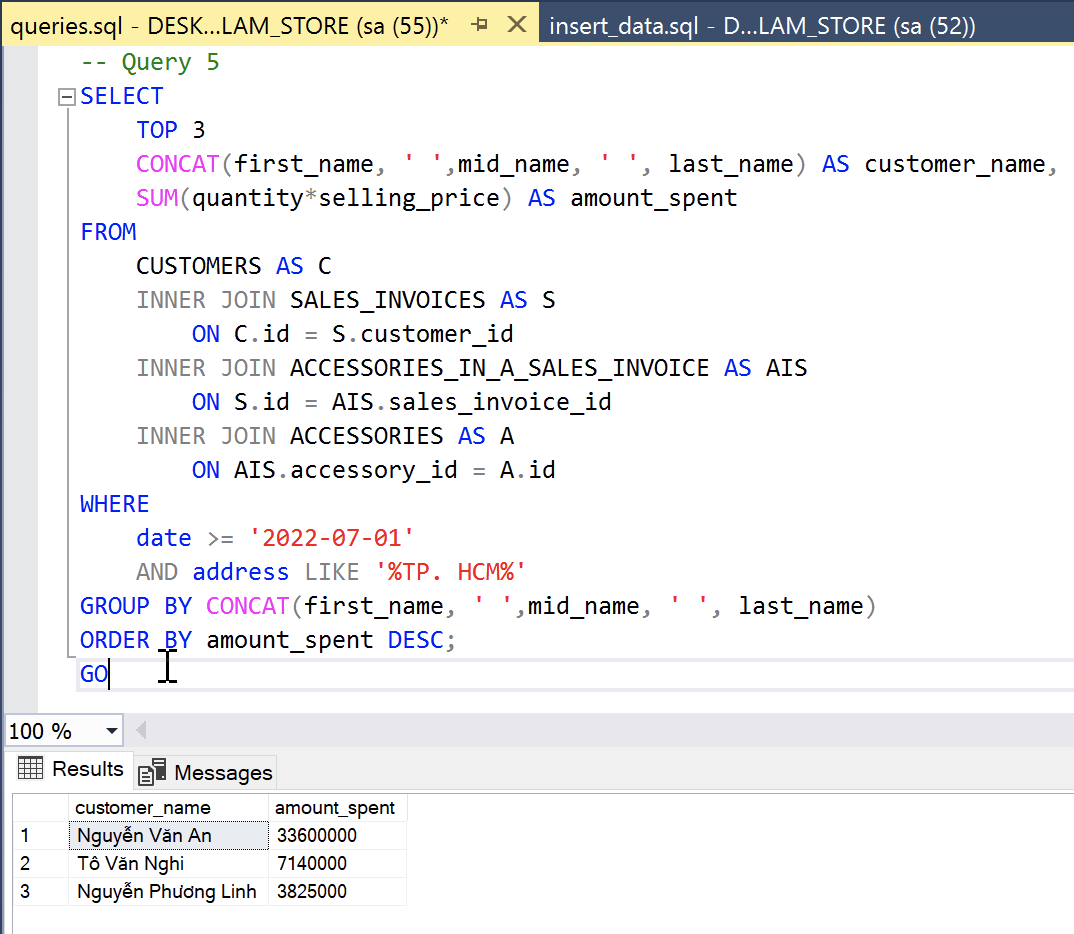 queries.sql - DESK...LAM_STORE (sa (55))* insert_data.sql - D...LAM_STORE (sa (52))
-- Query 5
SELECT
TOP 3
CONCAT(first_name, ' ',mid_name, ' ', last_name) AS customer_name,
SUM(quantity*selling_price) AS amount_spent
FROM
CUSTOMERS AS C
INNER JOIN SALES_INVOICES AS S
ON C.id = S.customer_id
INNER JOIN ACCESSORIES_IN_A_SALES_INVOICE AS AIS
ON S.id = AIS.sales_invoice_id
INNER JOIN ACCESSORIES AS A
ON AIS.accessory_id = A.id
WHERE
date >= '2022-07-01'
AND address LIKE '%TP. HCM%'
GROUP BY CONCAT(first_name, ' ',mid_name, ' ', last_name)
ORDER BY amount_spent DESC;
GO
100 %
Results Messages
customer_name amount_spent
1 Nguyễn Văn An 33600000
2 Tô Văn Nghi 7140000
3 Nguyễn Phương Linh 3825000